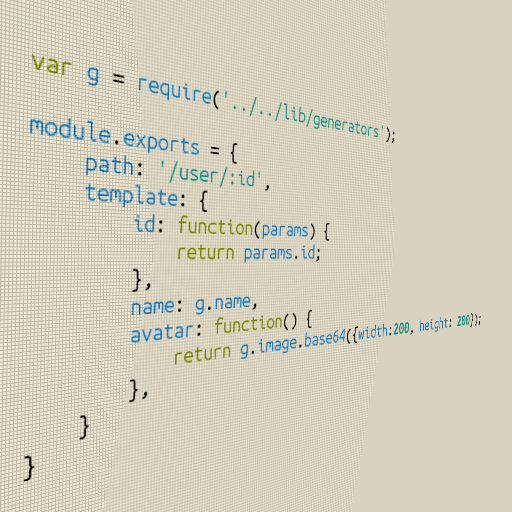 var g = require('../../lib/generators');
module.exports = {
path: '/user/:id',
template: {
id: function(params) {
return params.id;
},
name: g.name,
avatar: function() {
return g.image.base64({width:200, height: 200});
},
}
}